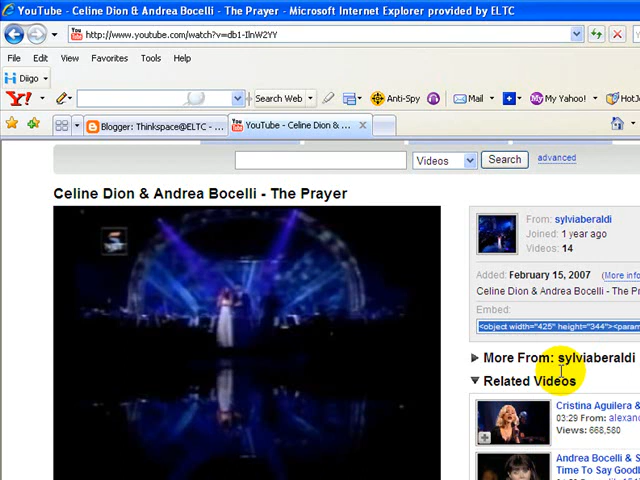 YouTube - Celine Dion & Andrea Bocelli - The Prayer - Microsoft Internet Explorer provided by ELTC
http://www.youtube.com/watch?v=db1-IlnW2YY
File Edit View Favorites Tools Help
Diigo
Y! Search Web Anti-Spy Mail My Yahoo! HotJ
Blogger: Thinkspace@ELTC - ... YouTube - Celine Dion & ...
Videos Search advanced
Celine Dion & Andrea Bocelli - The Prayer
From: sylviaberaldi
Joined: 1 year ago
Videos: 14
Added: February 15, 2007 (More info
Celine Dion & Andrea Bocelli - The Pr
Embed:
<object width="425" height="344"><param
More From: sylviaberaldi
Related Videos
Cristina Aguilera &
03:29 From: alexan
Views: 668,580
Andrea Bocelli & S
Time To Say Goodb